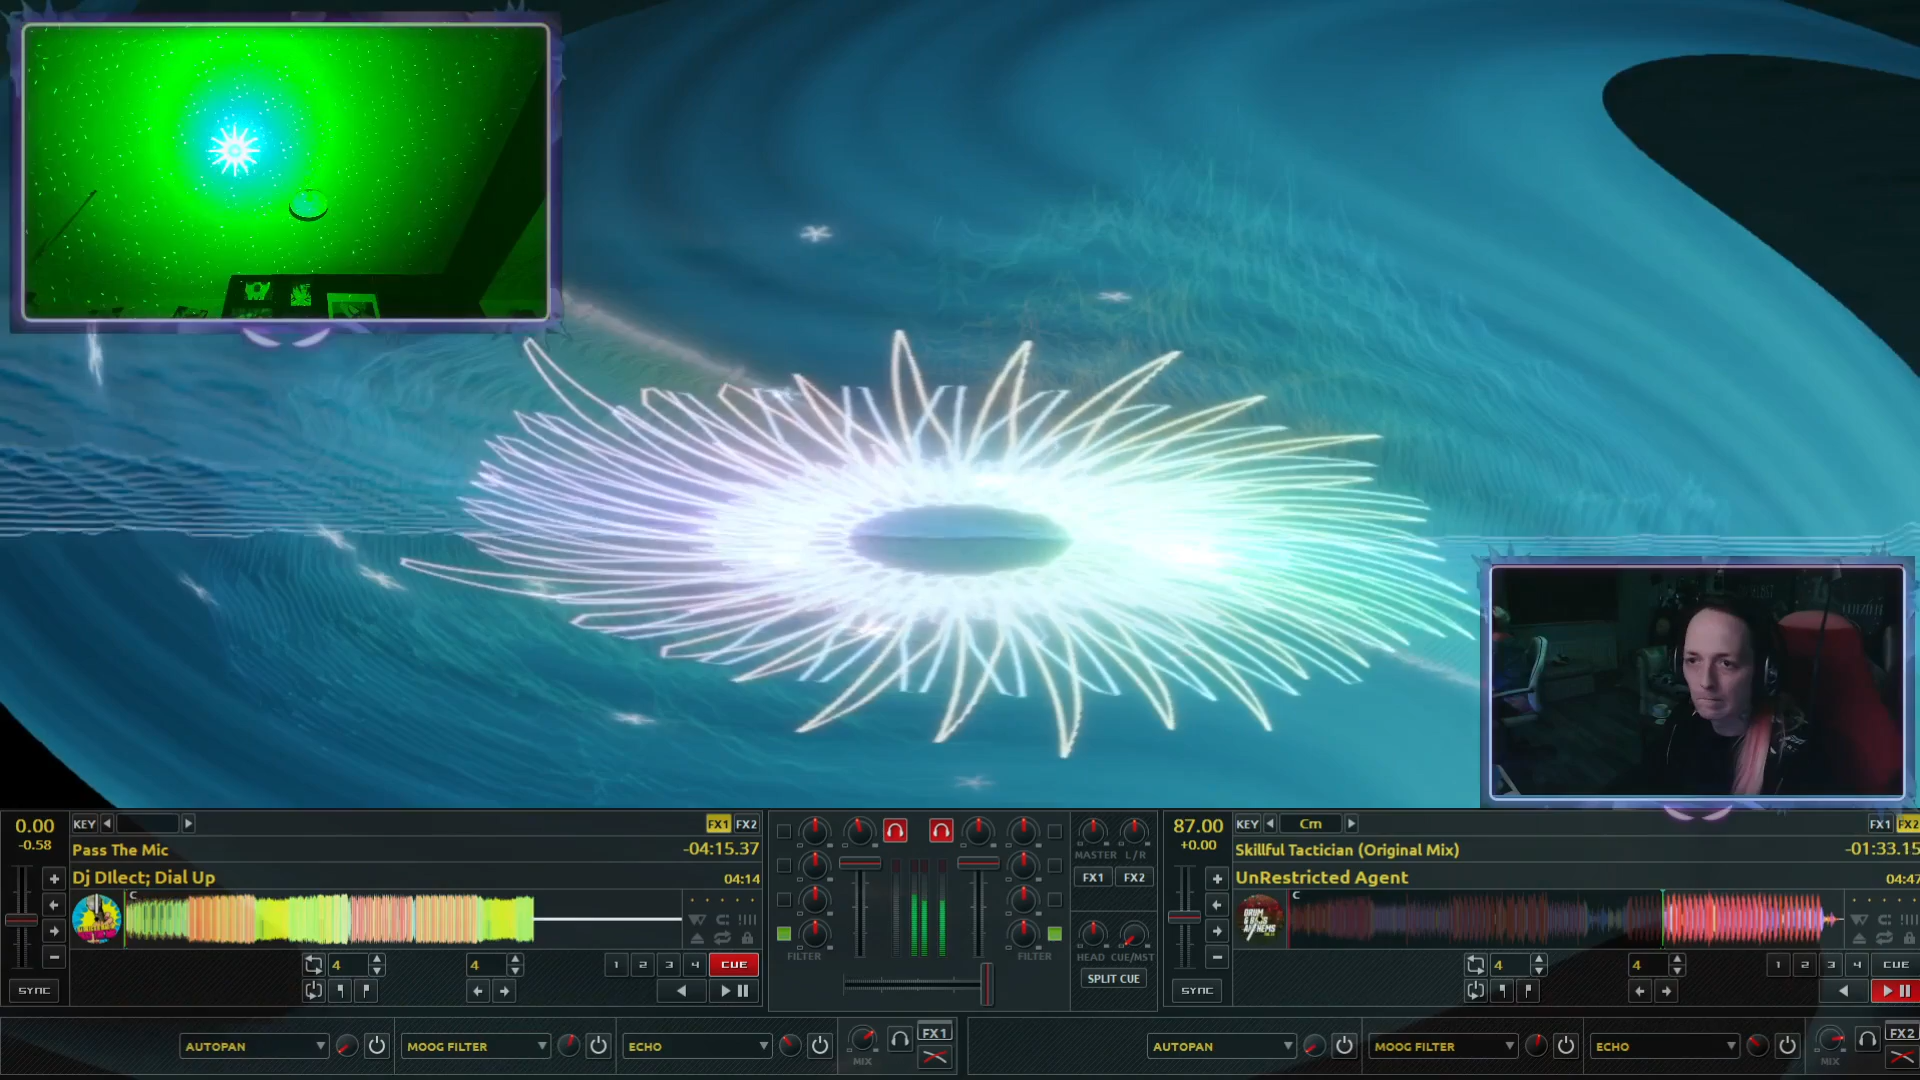 0.00
-0.58
KEY
FX1 FX2
Pass The Mic
-04:15.37
Dj DIlect; Dial Up
04:14
C
4
4
1 2 3 4 CUE
SYNC
FILTER
FILTER
MASTER L/R
FX1 FX2
HEAD CUE/MST
SPLIT CUE
87.00
+0.00
KEY Cm
FX1 FX2
Skillful Tactician (Original Mix)
-01:33.15
UnRestricted Agent
04:47
DRUM & BASS ANTHEMS
C
4
4
1 2 3 4 CUE
SYNC
AUTOPAN MOOG FILTER ECHO MIX FX1
AUTOPAN MOOG FILTER ECHO MIX FX2